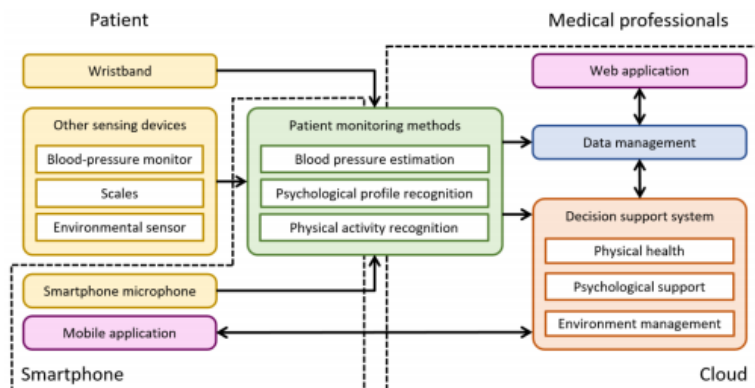 Patient
Medical professionals
Wristband
Web application
Other sensing devices
Blood-pressure monitor
Scales
Environmental sensor
Patient monitoring methods
Blood pressure estimation
Psychological profile recognition
Physical activity recognition
Data management
Decision support system
Physical health
Psychological support
Environment management
Smartphone microphone
Mobile application
Smartphone
Cloud